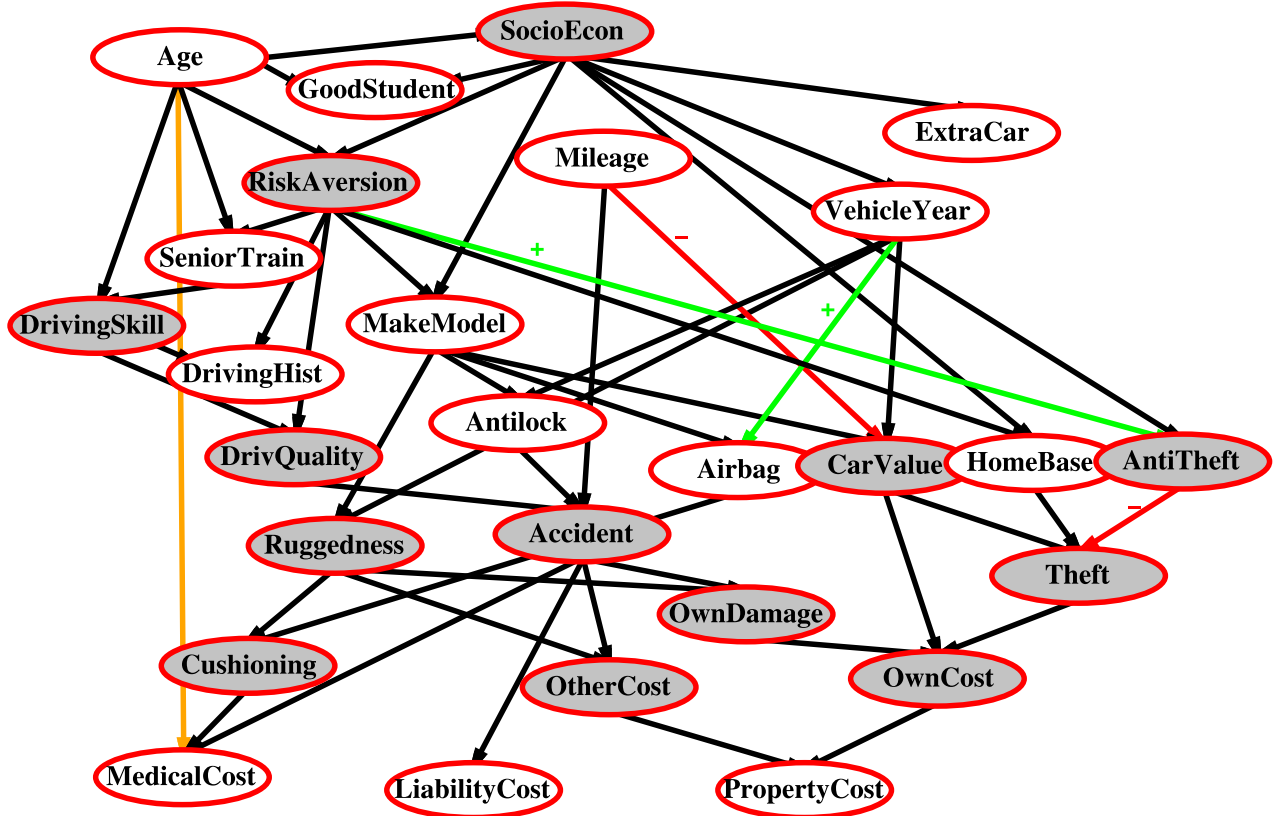 SocioEcon
Age
GoodStudent
ExtraCar
Mileage
RiskAversion
VehicleYear
+
−
SeniorTrain
+
DrivingSkill
MakeModel
DrivingHist
Antilock
DrivQuality
Airbag
CarValue
HomeBase
AntiTheft
−
Accident
Ruggedness
Theft
OwnDamage
Cushioning
OtherCost
OwnCost
MedicalCost
LiabilityCost
PropertyCost